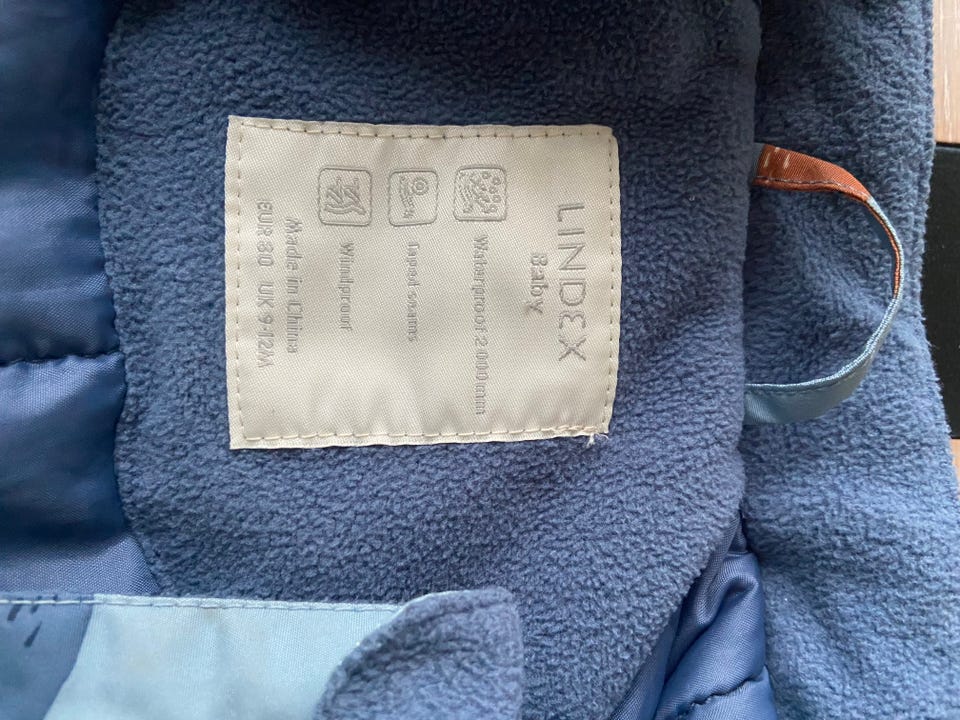 LINDEX
Baby
Waterproof 2 000 mm
Taped seams
Windproof
Made in China
EUR 80 UK 9-12M